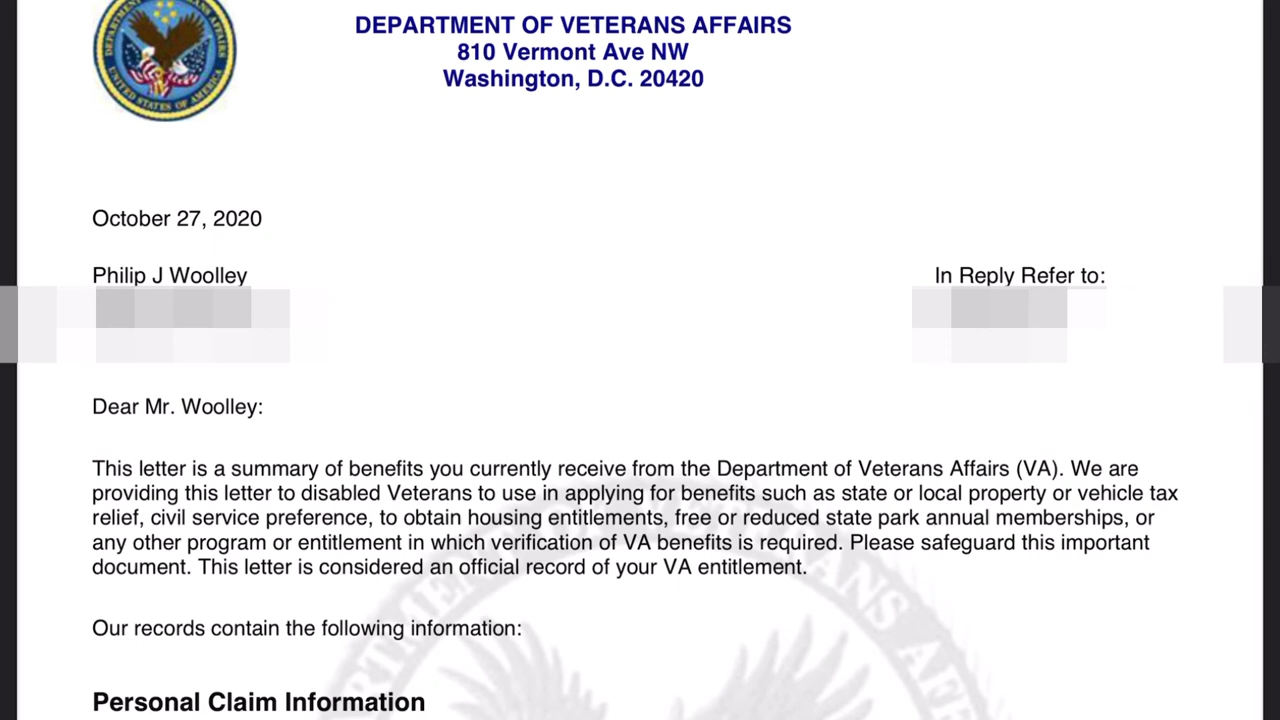 DEPARTMENT OF VETERANS AFFAIRS
810 Vermont Ave NW
Washington, D.C. 20420
UNITED STATES OF AMERICA
October 27, 2020
Philip J Woolley
In Reply Refer to:
Dear Mr. Woolley:
This letter is a summary of benefits you currently receive from the Department of Veterans Affairs (VA). We are
providing this letter to disabled Veterans to use in applying for benefits such as state or local property or vehicle tax
relief, civil service preference, to obtain housing entitlements, free or reduced state park annual memberships, or
any other program or entitlement in which verification of VA benefits is required. Please safeguard this important
document. This letter is considered an official record of your VA entitlement.
Our records contain the following information:
Personal Claim Information